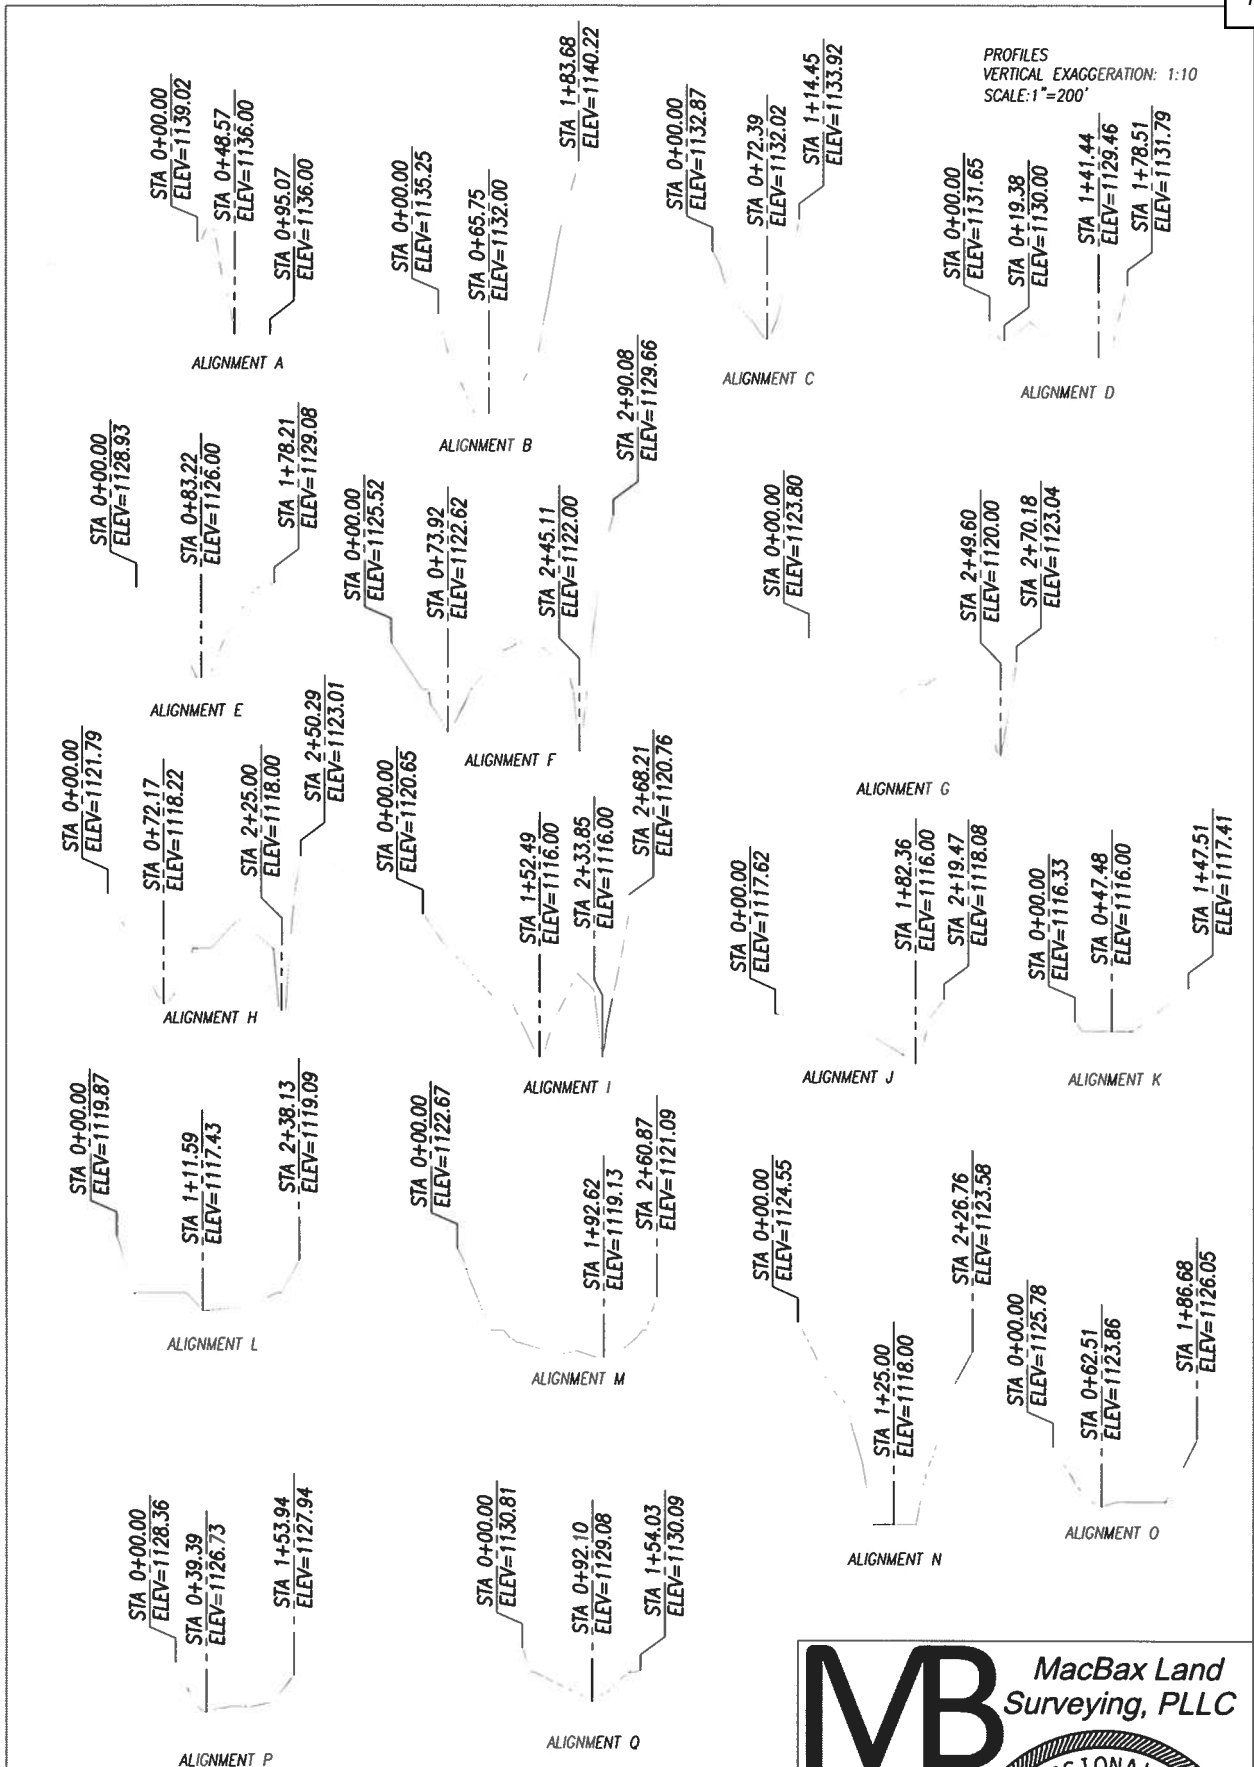 PROFILES
VERTICAL EXAGGERATION: 1:10
SCALE:1"=200'
STA 0+00.00
ELEV=1139.02
STA 0+48.57
ELEV=1136.00
STA 0+95.07
ELEV=1136.00
ALIGNMENT A
STA 0+00.00
ELEV=1135.25
STA 0+65.75
ELEV=1132.00
STA 1+83.68
ELEV=1140.22
ALIGNMENT B
STA 0+00.00
ELEV=1132.87
STA 0+72.39
ELEV=1132.02
STA 1+14.45
ELEV=1133.92
ALIGNMENT C
STA 0+00.00
ELEV=1131.65
STA 0+19.38
ELEV=1130.00
STA 1+41.44
ELEV=1129.46
STA 1+78.51
ELEV=1131.79
ALIGNMENT D
STA 0+00.00
ELEV=1128.93
STA 0+83.22
ELEV=1126.00
STA 1+78.21
ELEV=1129.08
ALIGNMENT E
STA 0+00.00
ELEV=1125.52
STA 0+73.92
ELEV=1122.62
STA 2+45.11
ELEV=1122.00
STA 2+90.08
ELEV=1129.66
ALIGNMENT F
STA 0+00.00
ELEV=1123.80
STA 2+49.60
ELEV=1120.00
STA 2+70.18
ELEV=1123.04
ALIGNMENT G
STA 0+00.00
ELEV=1121.79
STA 0+72.17
ELEV=1118.22
STA 2+25.00
ELEV=1118.00
STA 2+50.29
ELEV=1123.01
ALIGNMENT H
STA 0+00.00
ELEV=1120.65
STA 1+52.49
ELEV=1116.00
STA 2+33.85
ELEV=1116.00
STA 2+68.21
ELEV=1120.76
ALIGNMENT I
STA 0+00.00
ELEV=1117.62
STA 1+82.36
ELEV=1116.00
STA 2+19.47
ELEV=1118.08
ALIGNMENT J
STA 0+00.00
ELEV=1116.33
STA 0+47.48
ELEV=1116.00
STA 1+47.51
ELEV=1117.41
ALIGNMENT K
STA 0+00.00
ELEV=1119.87
STA 1+11.59
ELEV=1117.43
STA 2+38.13
ELEV=1119.09
ALIGNMENT L
STA 0+00.00
ELEV=1122.67
STA 1+92.62
ELEV=1119.13
STA 2+60.87
ELEV=1121.09
ALIGNMENT M
STA 0+00.00
ELEV=1124.55
STA 1+25.00
ELEV=1118.00
STA 2+26.76
ELEV=1123.58
ALIGNMENT N
STA 0+00.00
ELEV=1125.78
STA 0+62.51
ELEV=1123.86
STA 1+86.68
ELEV=1126.05
ALIGNMENT O
STA 0+00.00
ELEV=1128.36
STA 0+39.39
ELEV=1126.73
STA 1+53.94
ELEV=1127.94
ALIGNMENT P
STA 0+00.00
ELEV=1130.81
STA 0+92.10
ELEV=1129.08
STA 1+54.03
ELEV=1130.09
ALIGNMENT Q
MB
MacBax Land
Surveying, PLLC